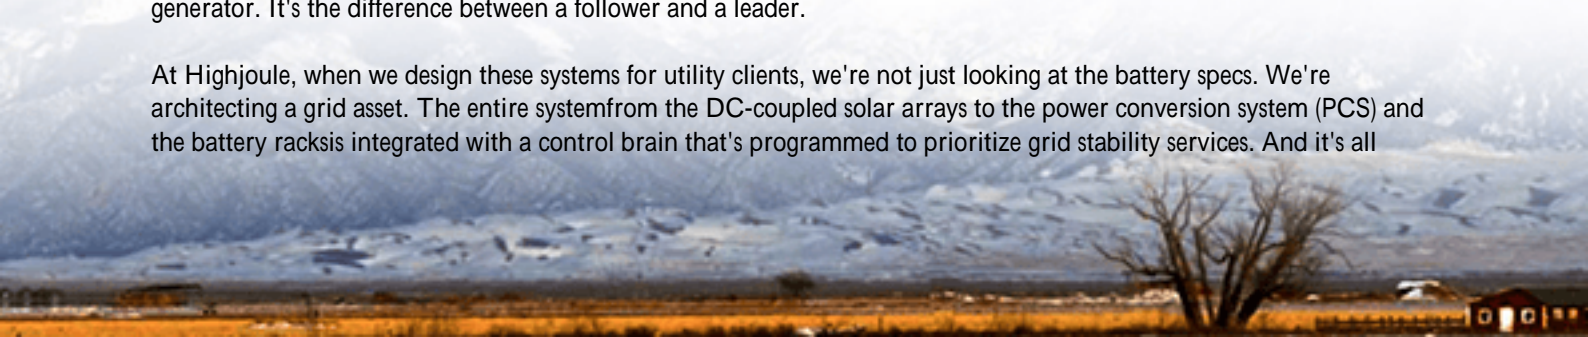 generator. It's the difference between a follower and a leader.
At Highjoule, when we design these systems for utility clients, we're not just looking at the battery specs. We're
architecting a grid asset. The entire systemfrom the DC-coupled solar arrays to the power conversion system (PCS) and
the battery racksis integrated with a control brain that's programmed to prioritize grid stability services. And it's all